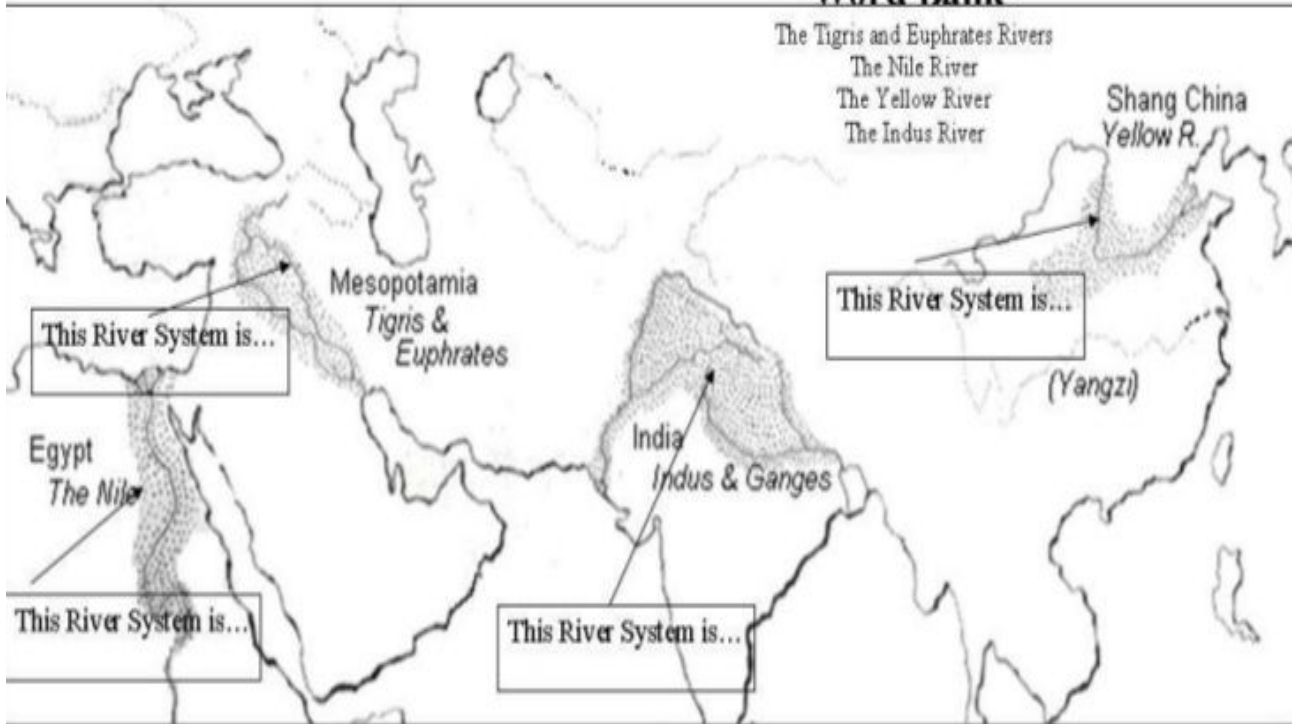 Word Bank
The Tigris and Euphrates Rivers
The Nile River
The Yellow River
The Indus River
Shang China
Yellow R.
Mesopotamia
Tigris &
Euphrates
This River System is...
This River System is...
(Yangzi)
Egypt
The Nile
India
Indus & Ganges
This River System is...
This River System is...